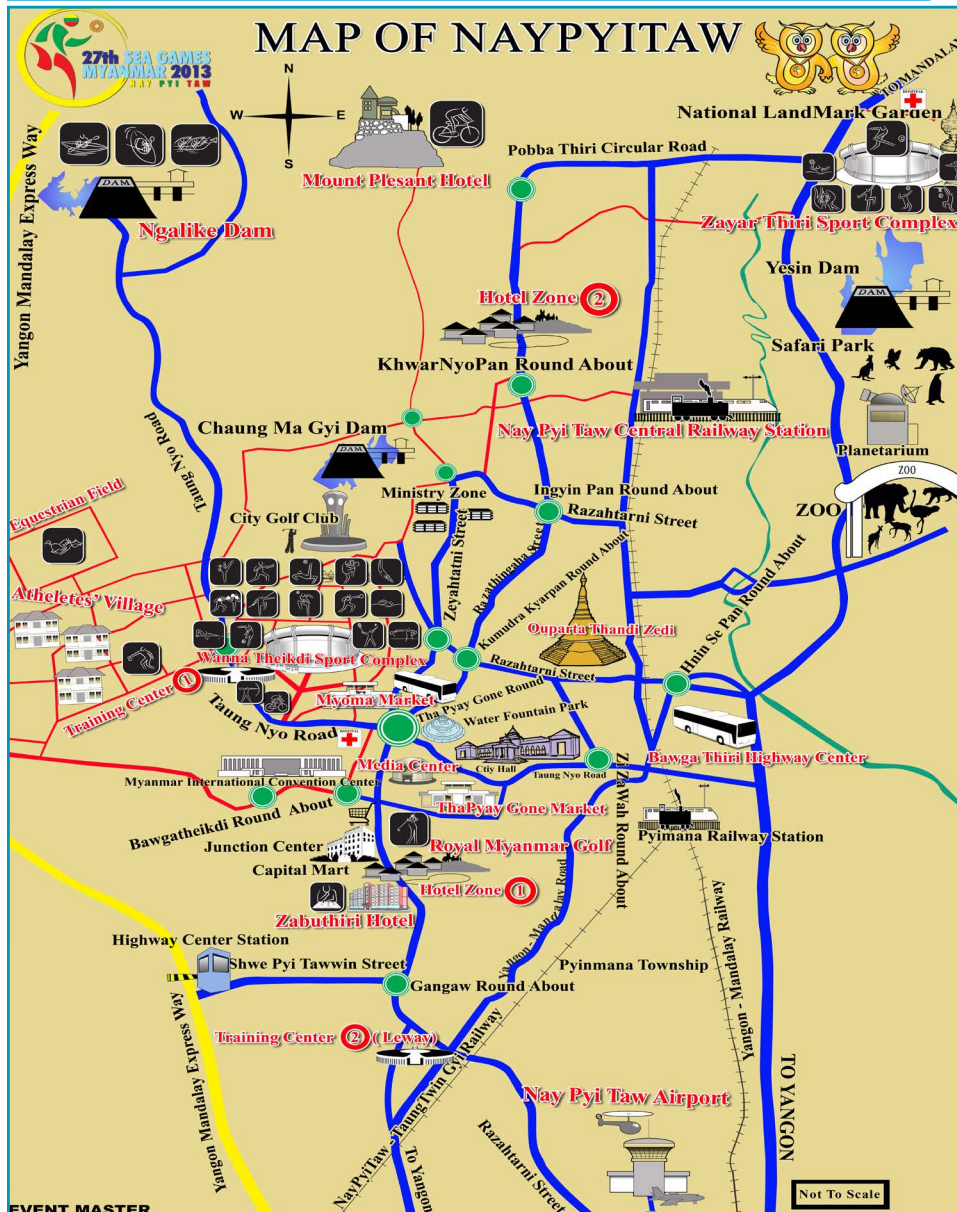 27th SEA GAMES
MYANMAR 2013
NAY PYI TAW
MAP OF NAYPYITAW
N
W
E
S
TO MANDALAY
HOSPITAL
National LandMark Garden
Pobba Thiri Circular Road
Mount Plesant Hotel
Yangon Mandalay Express Way
DAM
Ngalike Dam
Zayar Thiri Sport Complex
Yesin Dam
DAM
Hotel Zone 2
Safari Park
KhwarNyoPan Round About
Nay Pyi Taw Central Railway Station
Planetarium
Taung Nyo Road
Chaung Ma Gyi Dam
DAM
Ministry Zone
Ingyin Pan Round About
Razahtarni Street
ZOO
ZOO
City Golf Club
Equestrian Field
Zeyahtatni Street
Razathingaha Street
Kumudra Kyarpan Round About
Hnin Se Pan Round About
Atheletes' Village
Ouparta Thandi Zedi
Wanna Theikdi Sport Complex
Razahtarni Street
Training Center 1
Myoma Market
Tha Pyay Gone Round
Taung Nyo Road
HOSPITAL
Water Fountain Park
Bawga Thiri Highway Center
Media Center
Ctiy Hall
Taung Nyo Road
Zi ZaWah Round About
Myanmar International Convention Center
ThaPyay Gone Market
Bawgatheikdi Round About
Junction Center
Royal Myanmar Golf
Pyimana Railway Station
Capital Mart
Hotel Zone 1
Zabuthiri Hotel
Yangon - Mandalay Road
Highway Center Station
Shwe Pyi Tawwin Street
Pyinmana Township
Gangaw Round About
Yangon - Mandalay Railway
Training Center 2 ( Leway)
Yangon Mandalay Express Way
NayPyiTaw - TaungTwin Gyi Railway
TO YANGON
Nay Pyi Taw Airport
To Yangon
Razahtarni Street
Not To Scale
EVENT MASTER